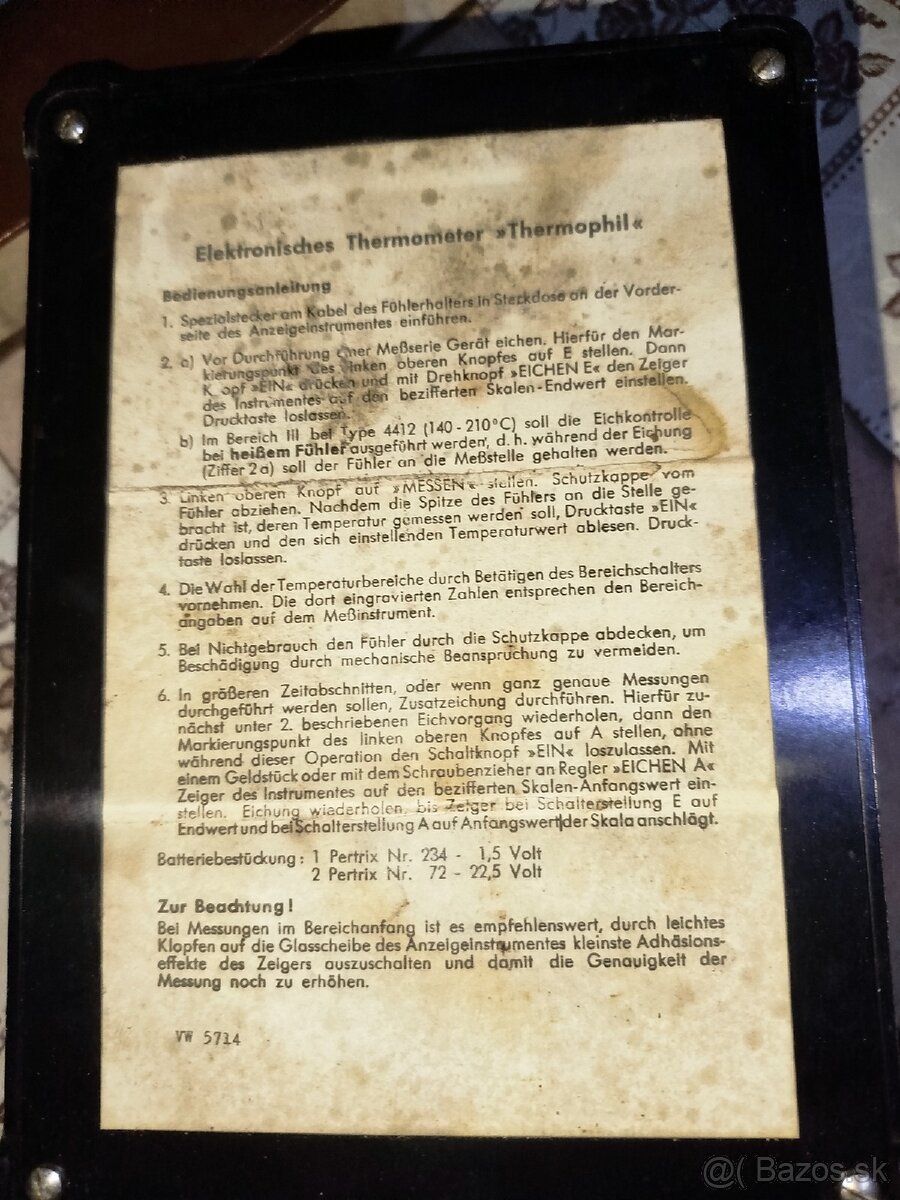 Elektronisches Thermometer »Thermophil«
Bedienungsanleitung
1. Spezialstecker am Kabel des Fühlerhalters in Steckdose an der Vorder-
seite des Anzeigeinstrumentes einführen.
2. a) Vor Durchführung einer Meßserie Gerät eichen. Hierfür den Mar-
kierungspunkt des linken oberen Knopfes auf E stellen. Dann
Knopf »EIN« drücken und mit Drehknopf »EICHEN E« den Zeiger
des Instrumentes auf den bezifferten Skalen-Endwert einstellen.
Drucktaste loslassen.
b) Im Bereich III bei Type 4412 (140-210°C) soll die Eichkontrolle
bei heißem Fühler ausgeführt werden, d. h. während der Eichung
(Ziffer 2a) soll der Fühler an die Meßstelle gehalten werden.
3. Linken oberen Knopf auf »MESSEN« stellen. Schutzkappe vom
Fühler abziehen. Nachdem die Spitze des Fühlers an die Stelle ge-
bracht ist, deren Temperatur gemessen werden soll, Drucktaste »EIN«
drücken und den sich einstellenden Temperaturwert ablesen. Druck-
taste loslassen.
4. Die Wahl der Temperaturbereiche durch Betätigen des Bereichschalters
vornehmen. Die dort eingravierten Zahlen entsprechen den Bereich-
angaben auf dem Meßinstrument.
5. Bei Nichtgebrauch den Fühler durch die Schutzkappe abdecken, um
Beschädigung durch mechanische Beanspruchung zu vermeiden.
6. In größeren Zeitabschnitten, oder wenn ganz genaue Messungen
durchgeführt werden sollen, Zusatzeichung durchführen. Hierfür zu-
nächst unter 2. beschriebenen Eichvorgang wiederholen, dann den
Markierungspunkt des linken oberen Knopfes auf A stellen, ohne
während dieser Operation den Schaltknopf »EIN« loszulassen. Mit
einem Geldstück oder mit dem Schraubenzieher an Regler »EICHEN A«
Zeiger des Instrumentes auf den bezifferten Skalen-Anfangswert ein-
stellen. Eichung wiederholen, bis Zeiger bei Schalterstellung E auf
Endwert und bei Schalterstellung A auf Anfangswert der Skala anschlägt.
Batteriebestückung: 1 Pertrix Nr. 234 - 1,5 Volt
2 Pertrix Nr. 72 - 22,5 Volt
Zur Beachtung!
Bei Messungen im Bereichanfang ist es empfehlenswert, durch leichtes
Klopfen auf die Glasscheibe des Anzeigeinstrumentes kleinste Adhäsions-
effekte des Zeigers auszuschalten und damit die Genauigkeit der
Messung noch zu erhöhen.
VW 5714
@( Bazos.sk